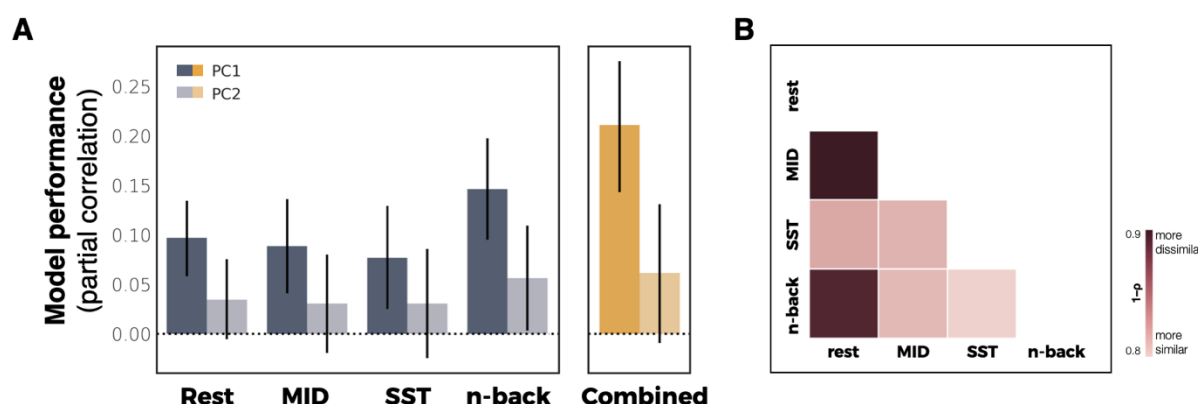 A
Model performance
(partial correlation)
0.25
0.20
0.15
0.10
0.05
0.00
PC1
PC2
Rest
MID
SST
n-back
Combined
B
rest
MID
SST
n-back
rest
MID
SST
n-back
1-ρ
0.9
more
dissimila
more
similar
0.8